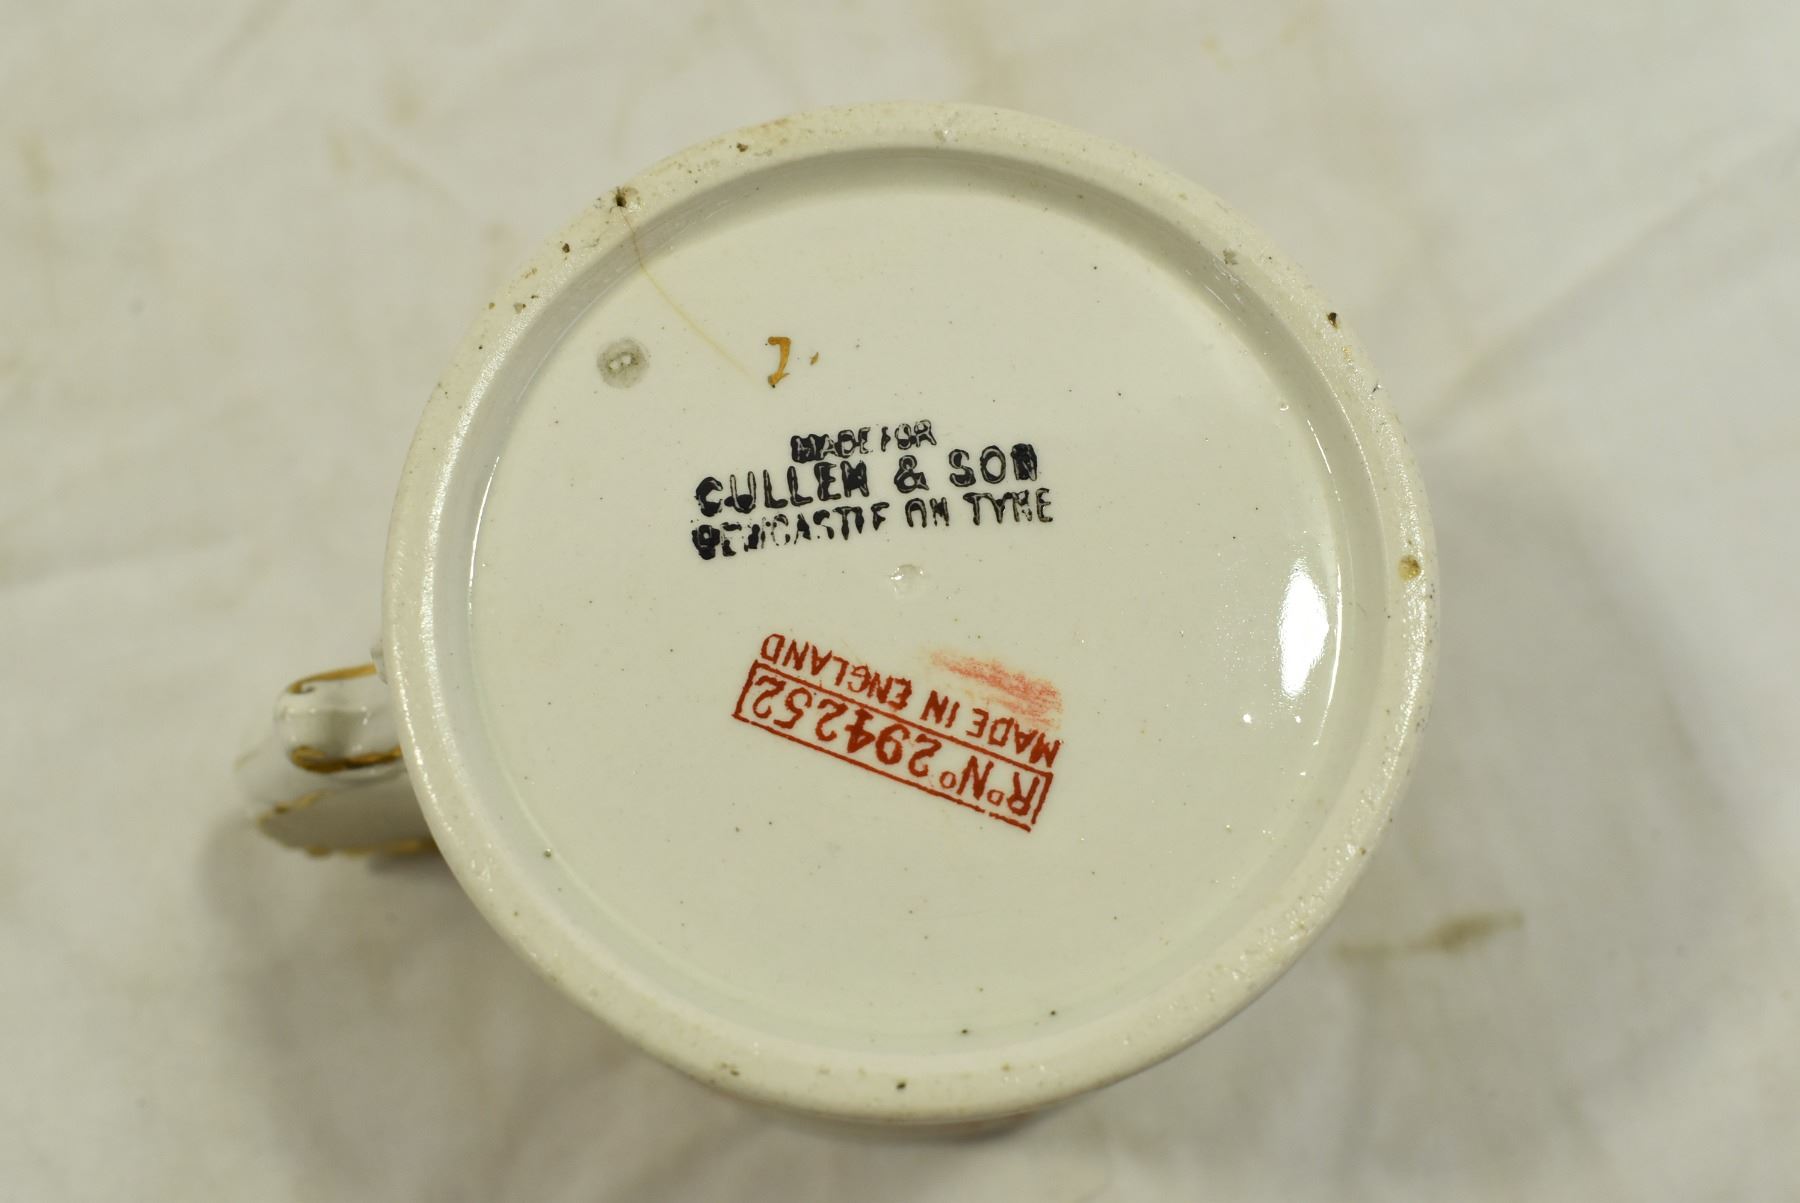 MADE FOR
CULLEN & SON
NEWCASTLE ON TYNE
RD No 294252
MADE IN ENGLAND